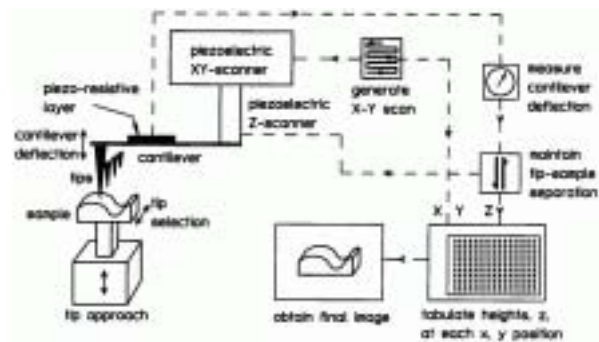 piezoelectric
XY-scanner
generate
X-Y scan
measure
cantilever
deflection
piezo-resistive
layer
piezoelectric
Z-scanner
cantilever
deflection
cantilever
tips
maintain
tip-sample
separation
sample
tip
selection
X Y Z
tip approach
obtain final image
tabulate heights, z,
at each x, y position